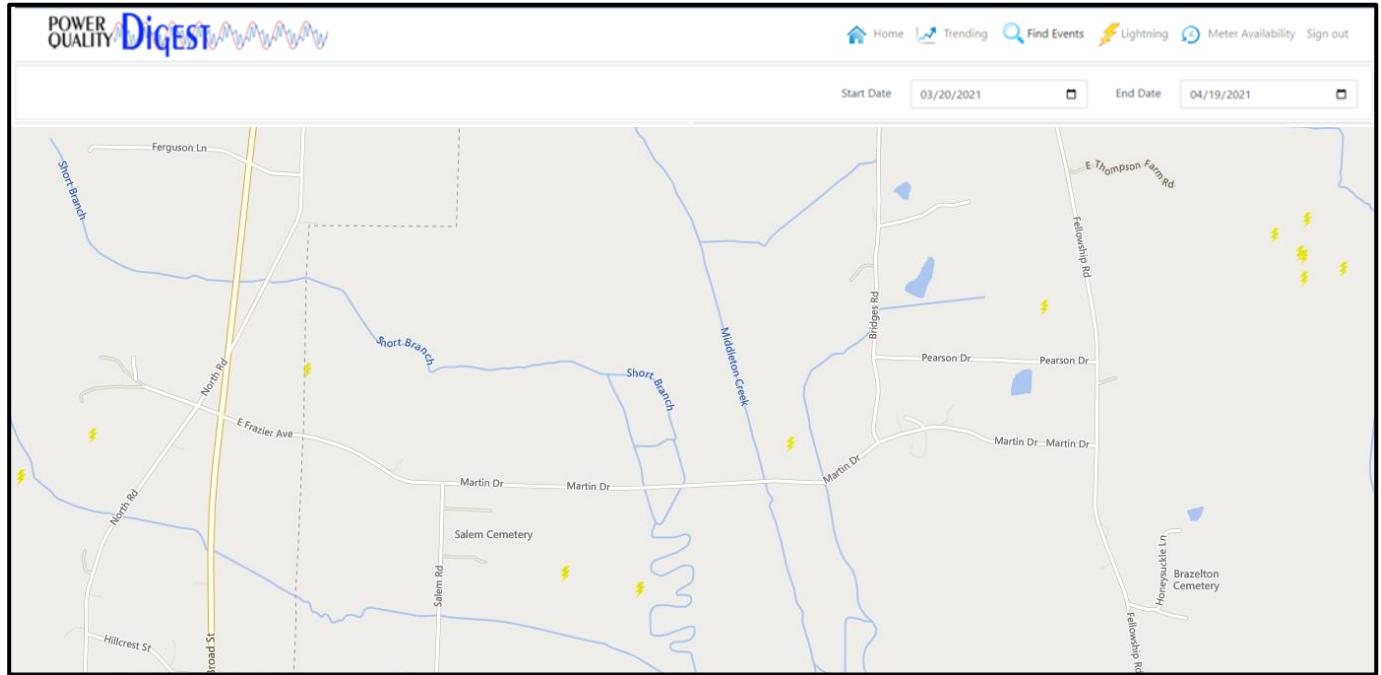 POWER
QUALITY DIGEST
Home Trending Find Events Lightning Meter Availability Sign out
Start Date 03/20/2021 End Date 04/19/2021
Ferguson Ln
E Thompson Farm Rd
Short Branch
Fellowship Rd
Bridges Rd
Middleton Creek
Short Branch
Pearson Dr
Pearson Dr
North Rd
Short Branch
E Frazier Ave
Martin Dr
Martin Dr
Martin Dr
Martin Dr
Martin Dr
North Rd
Salem Cemetery
Salem Rd
Honeysuckle Ln
Brazelton
Cemetery
Hillcrest St
Broad St
Fellowship Rd